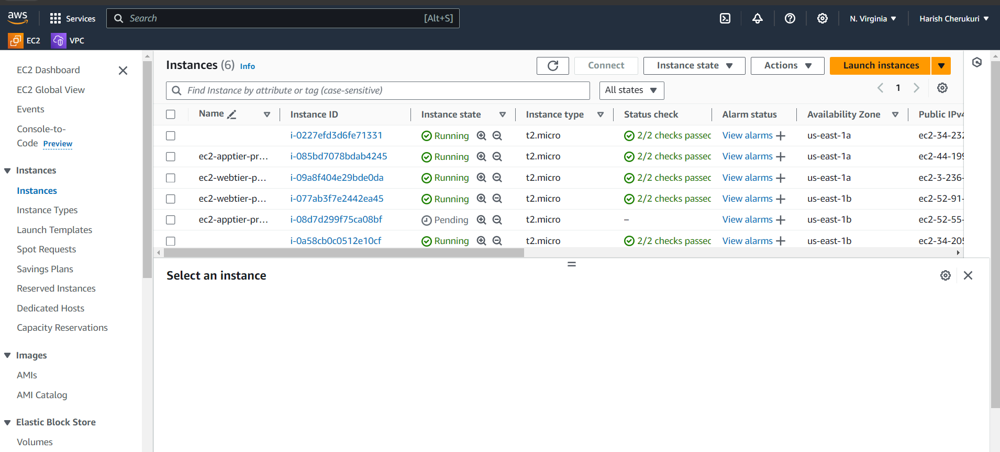 aws
Services
Search [Alt+S]
N. Virginia
Harish Cherukuri
EC2
VPC
EC2 Dashboard
EC2 Global View
Events
Console-to-
Code Preview
Instances
Instances
Instance Types
Launch Templates
Spot Requests
Savings Plans
Reserved Instances
Dedicated Hosts
Capacity Reservations
Images
AMIs
AMI Catalog
Elastic Block Store
Volumes
Instances (6) Info
Connect
Instance state
Actions
Launch instances
Find Instance by attribute or tag (case-sensitive)
All states
1
Name Instance ID Instance state Instance type Status check Alarm status Availability Zone Public IPv4
i-0227efd3d6fe71331 Running t2.micro 2/2 checks passec View alarms + us-east-1a ec2-34-232
ec2-apptier-pr... i-085bd7078bdab4245 Running t2.micro 2/2 checks passec View alarms + us-east-1a ec2-44-199
ec2-webtier-p... i-09a8f404e29bde0da Running t2.micro 2/2 checks passec View alarms + us-east-1a ec2-3-236-
ec2-webtier-p... i-077ab3f7e2442ea45 Running t2.micro 2/2 checks passec View alarms + us-east-1b ec2-52-91-
ec2-apptier-pr... i-08d7d299f75ca08bf Pending t2.micro – View alarms + us-east-1b ec2-52-55-
i-0a58cb0c0512e10cf Running t2.micro 2/2 checks passec View alarms + us-east-1b ec2-34-205
Select an instance